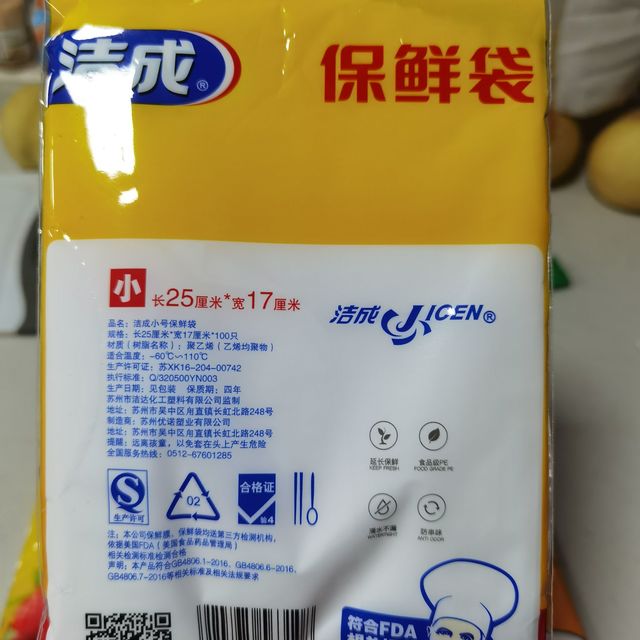 洁成®
保鲜袋
小 长25厘米*宽17厘米
洁成 JICEN®
品名：洁成小号保鲜袋
规格：长25厘米*宽17厘米*100只
材质（树脂名称）：聚乙烯（乙烯均聚物）
适合温度：-60℃~110℃
生产许可证：苏XK16-204-00742
执行标准：Q/320500YN003
生产日期：见包装 保质期：四年
苏州市洁达化工塑料有限公司监制
地址：苏州市吴中区甪直镇长虹北路248号
制造商：苏州优诺塑业有限公司
地址：苏州市吴中区甪直镇长虹北路248号
提醒：远离孩童，以免套在头上产生危险
全国服务热线：0512-67601285
延长保鲜
KEEP FRESH
食品级PE
FOOD GRADE PE
滴水不漏
WATERTIGHT
防串味
ANTI ODOR
QS
生产许可
02
合格证
验4
注：本公司保鲜膜、保鲜袋均送第三方检测机构，
依据美国FDA（美国食品药品管理局）
相关检测标准检测合格
声明：本产品符合GB4806.1-2016、GB4806.6-2016、
GB4806.7-2016等相关标准及相关法规要求
符合FDA